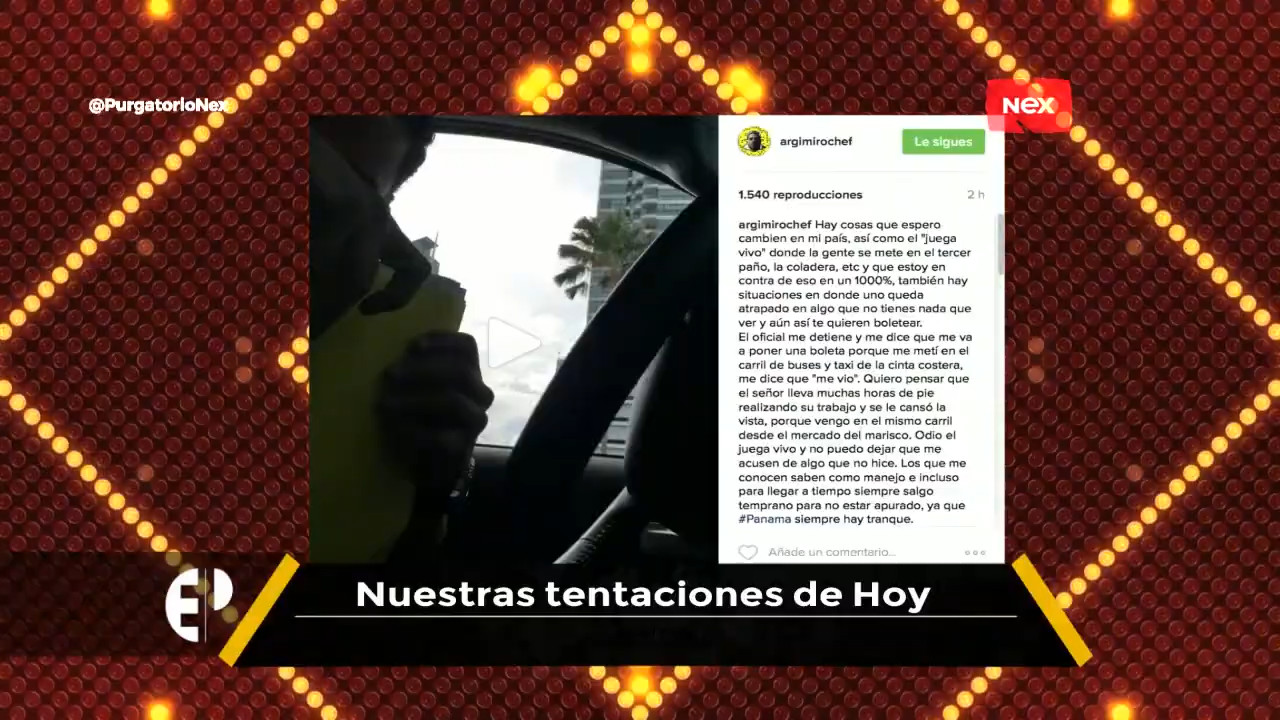 @PurgatorioNex
Nex
argimirochef
Le sigues
1.540 reproducciones
2 h
argimirochef Hay cosas que espero
cambien en mi país, así como el "juega
vivo" donde la gente se mete en el tercer
paño, la coladera, etc y que estoy en
contra de eso en un 1000%, también hay
situaciones en donde uno queda
atrapado en algo que no tienes nada que
ver y aún así te quieren boletear.
El oficial me detiene y me dice que me va
a poner una boleta porque me metí en el
carril de buses y taxi de la cinta costera,
me dice que "me vio". Quiero pensar que
el señor lleva muchas horas de pie
realizando su trabajo y se le cansó la
vista, porque vengo en el mismo carril
desde el mercado del marisco. Odio el
juega vivo y no puedo dejar que me
acusen de algo que no hice. Los que me
conocen saben como manejo e incluso
para llegar a tiempo siempre salgo
temprano para no estar apurado, ya que
#Panama siempre hay tranque.
Añade un comentario...
EP
Nuestras tentaciones de Hoy